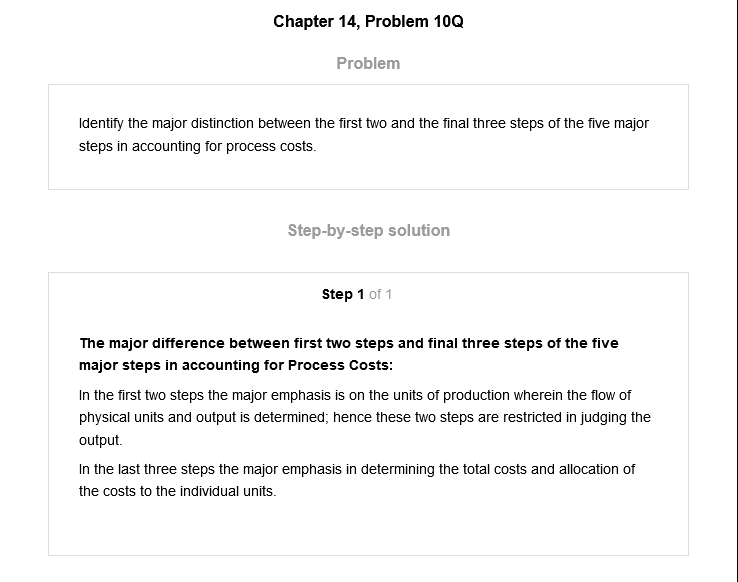 Chapter 14, Problem 10Q
Problem
Identify the major distinction between the first two and the final three steps of the five major
steps in accounting for process costs.
Step-by-step solution
Step 1 of 1
The major difference between first two steps and final three steps of the five
major steps in accounting for Process Costs:
In the first two steps the major emphasis is on the units of production wherein the flow of
physical units and output is determined; hence these two steps are restricted in judging the
output.
In the last three steps the major emphasis in determining the total costs and allocation of
the costs to the individual units.